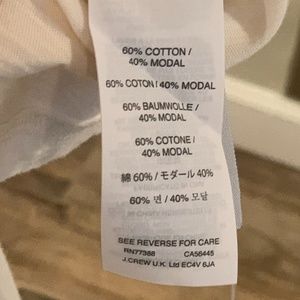 60% COTTON /
40% MODAL
60% COTON / 40% MODAL
60% BAUMWOLLE /
40% MODAL
60% COTONE /
40% MODAL
綿 60% / モダール 40%
60% 면 / 40% 모달
SEE REVERSE FOR CARE
RN77388 CA56445
J.CREW U.K. Ltd EC4V 6JA